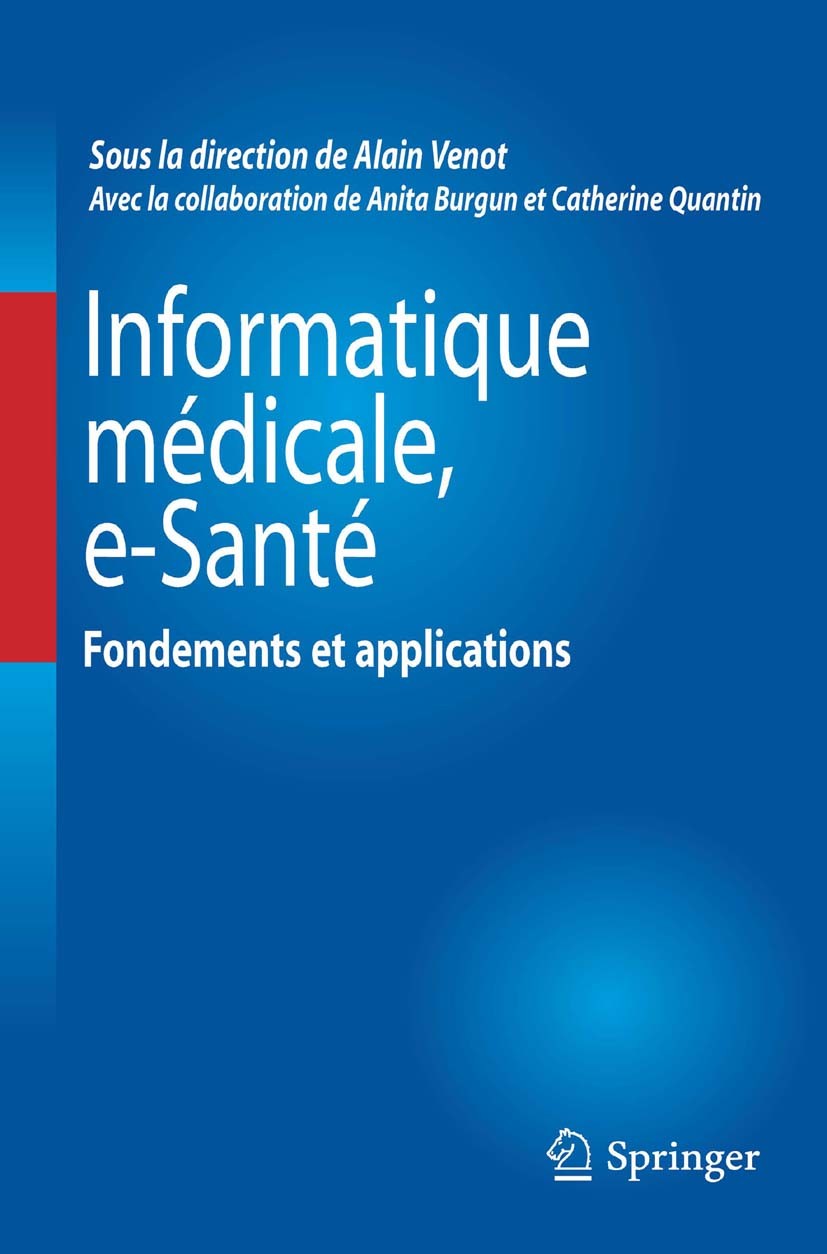 Sous la direction de Alain Venot
Avec la collaboration de Anita Burgun et Catherine Quantin
Informatique
médicale,
e-Santé
Fondements et applications
Springer